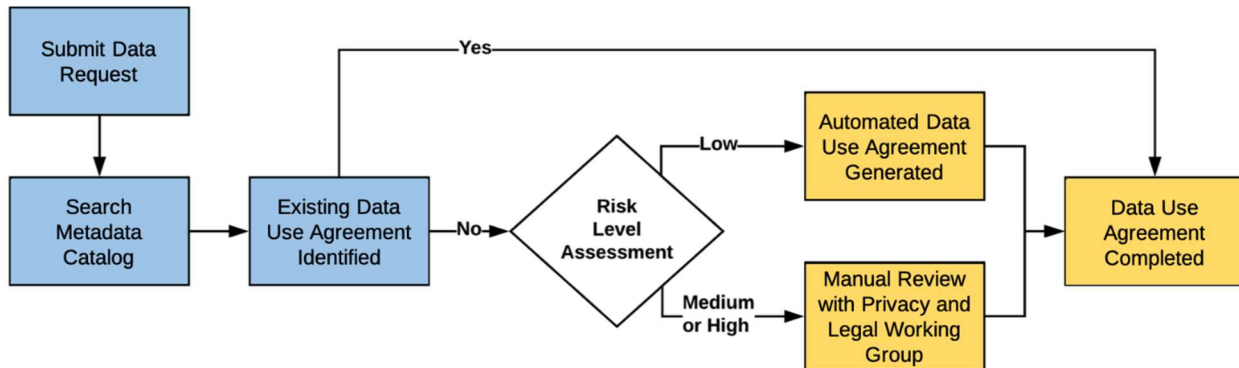 Submit Data
Request
Search
Metadata
Catalog
Existing Data
Use Agreement
Identified
Yes
No
Risk
Level
Assessment
Low
Medium
or High
Automated Data
Use Agreement
Generated
Manual Review
with Privacy and
Legal Working
Group
Data Use
Agreement
Completed